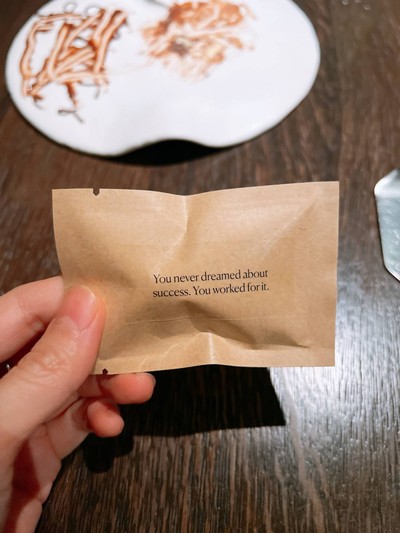 You never dreamed about
success. You worked for it.